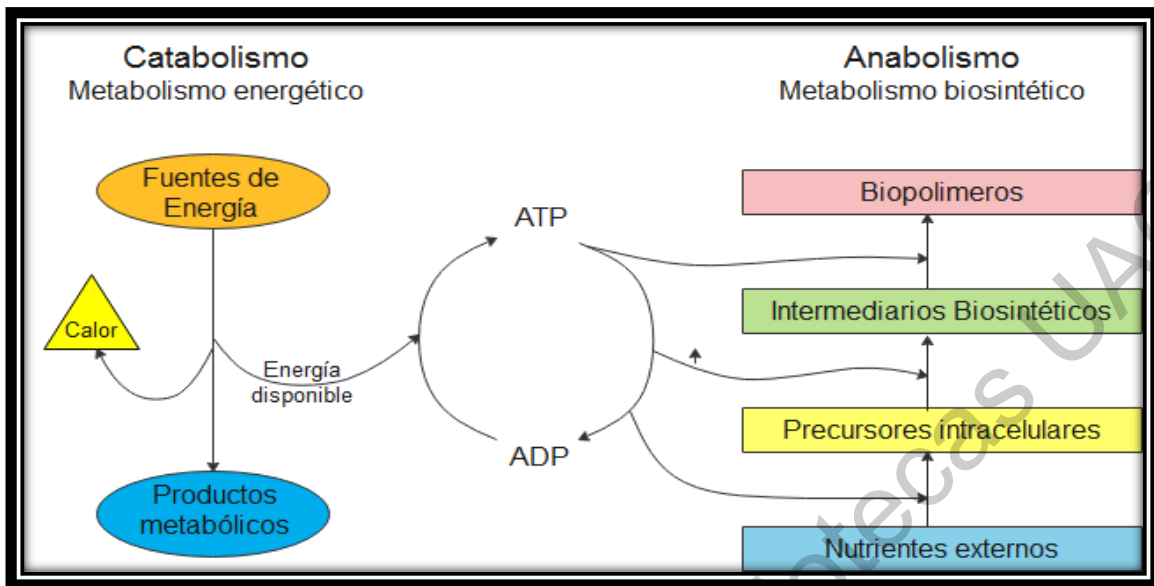 Catabolismo
Metabolismo energético
Anabolismo
Metabolismo biosintético
Fuentes de
Energía
Calor
Energía
disponible
Productos
metabólicos
ATP
ADP
Biopolimeros
Intermediarios Biosintéticos
Precursores intracelulares
Nutrientes externos